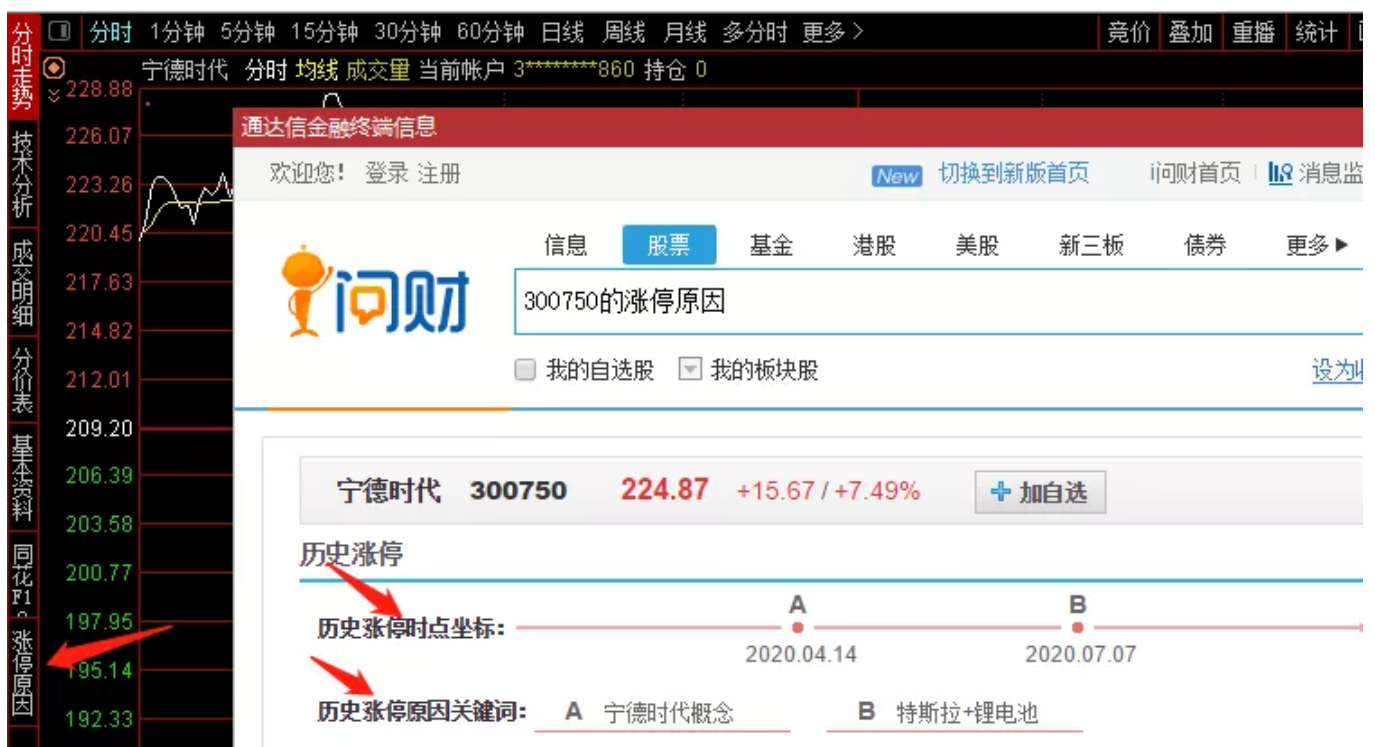 分时 1分钟 5分钟 15分钟 30分钟 60分钟 日线 周线 月线 多分时 更多 > 竞价 叠加 重播 统计
宁德时代 分时 均线 成交量 当前帐户 3********860 持仓 0
分时走势
技术分析
成交明细
分价表
基本资料
同花F1
涨停原因
228.88
226.07
223.26
220.45
217.63
214.82
212.01
209.20
206.39
203.58
200.77
197.95
195.14
192.33
通达信金融终端信息
欢迎您! 登录 注册 New 切换到新版首页 i问财首页 消息监
信息 股票 基金 港股 美股 新三板 债券 更多
问财
300750的涨停原因
我的自选股 我的板块股 设为
宁德时代 300750 224.87 +15.67 / +7.49% 加自选
历史涨停
历史涨停时点坐标: A B
2020.04.14 2020.07.07
历史涨停原因关键词: A 宁德时代概念 B 特斯拉+锂电池